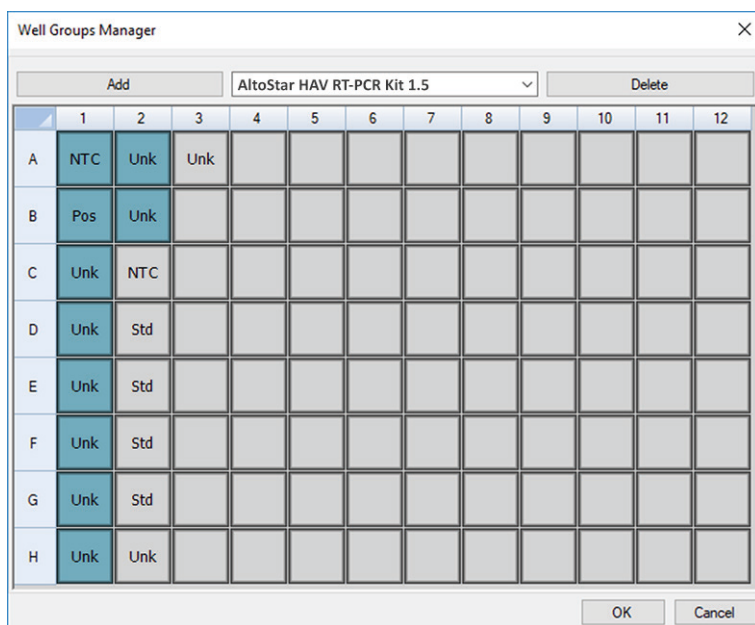 Well Groups Manager
Add AltoStar HAV RT-PCR Kit 1.5 Delete
1 2 3 4 5 6 7 8 9 10 11 12
A NTC Unk Unk
B Pos Unk
C Unk NTC
D Unk Std
E Unk Std
F Unk Std
G Unk Std
H Unk Unk
OK Cancel